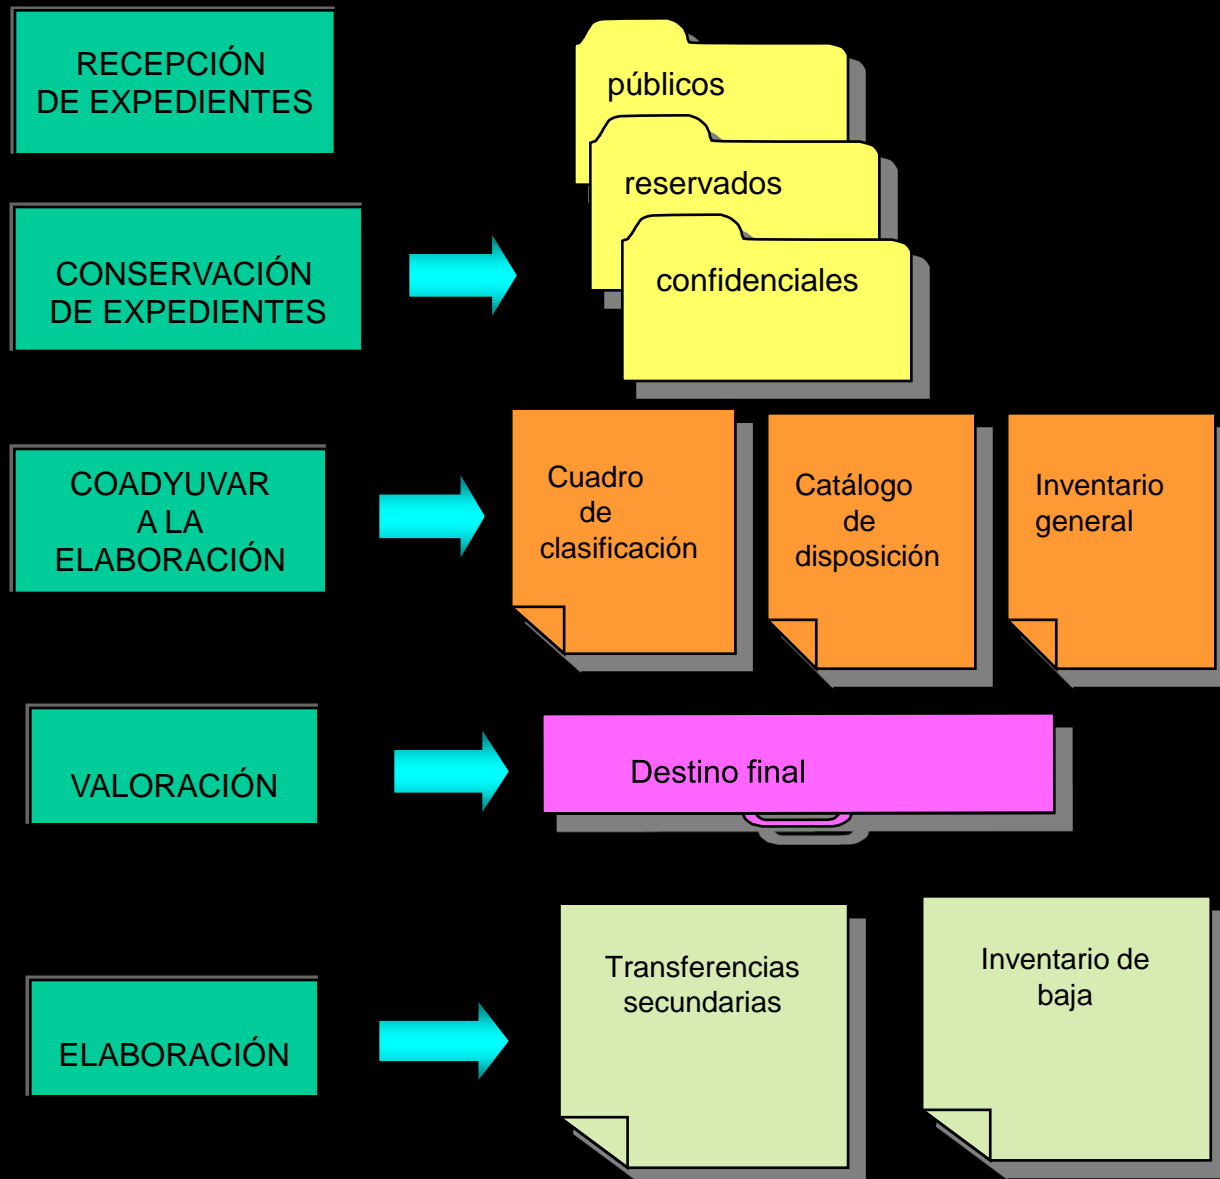 RECEPCIÓN
DE EXPEDIENTES
públicos
reservados
confidenciales
CONSERVACIÓN
DE EXPEDIENTES
COADYUVAR
A LA
ELABORACIÓN
Cuadro
de
clasificación
Catálogo
de
disposición
Inventario
general
VALORACIÓN
Destino final
ELABORACIÓN
Transferencias
secundarias
Inventario de
baja